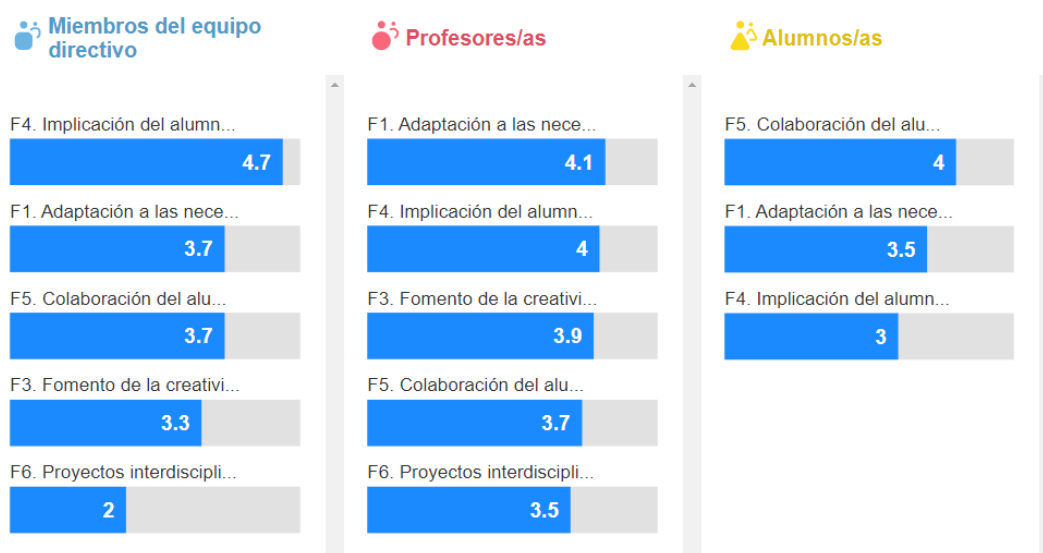 Miembros del equipo
directivo
F4. Implicación del alumn...
4.7
F1. Adaptación a las nece...
3.7
F5. Colaboración del alu...
3.7
F3. Fomento de la creativi...
3.3
F6. Proyectos interdiscipli...
2
Profesores/as
F1. Adaptación a las nece...
4.1
F4. Implicación del alumn...
4
F3. Fomento de la creativi...
3.9
F5. Colaboración del alu...
3.7
F6. Proyectos interdiscipli...
3.5
Alumnos/as
F5. Colaboración del alu...
4
F1. Adaptación a las nece...
3.5
F4. Implicación del alumn...
3